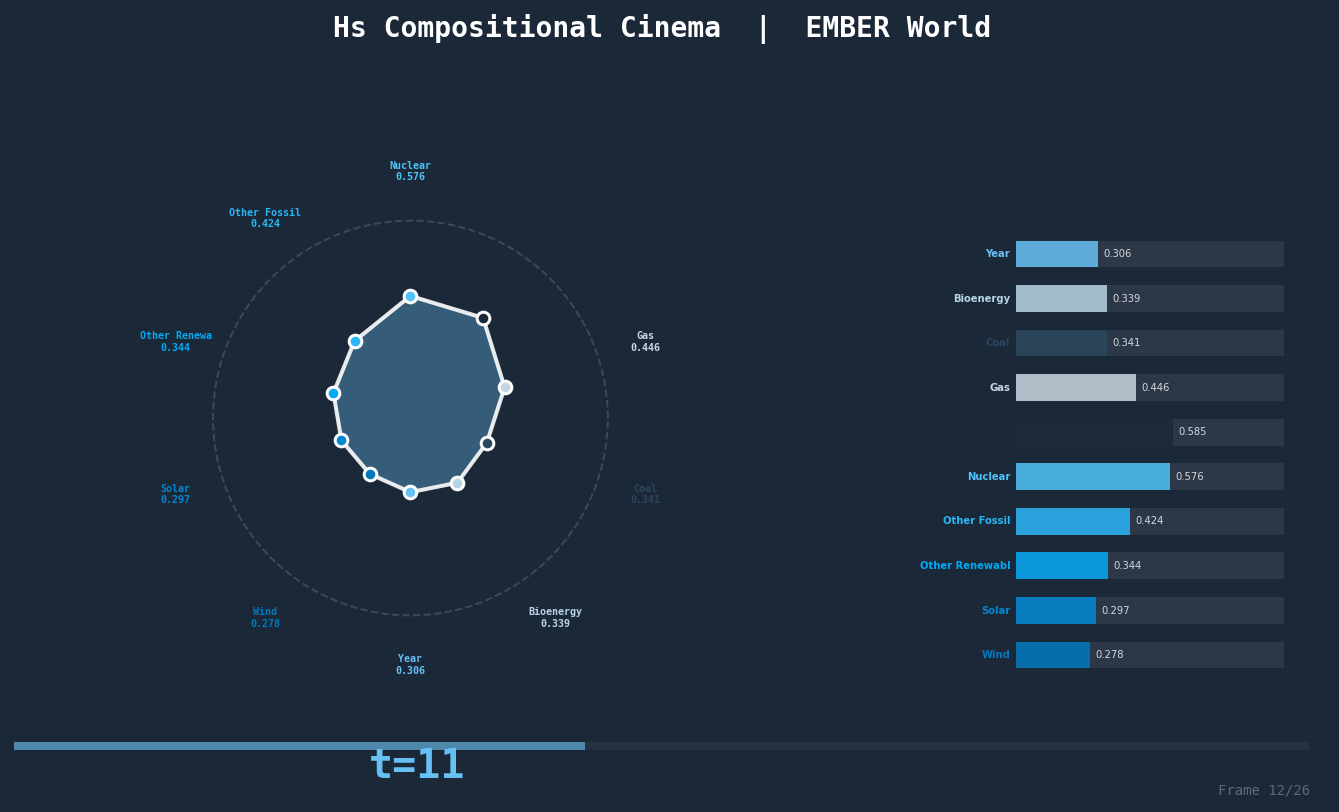 Hs Compositional Cinema | EMBER World
Nuclear
0.576
Other Fossil
0.424
Other Renewa
0.344
Gas
0.446
Solar
0.297
Coal
0.341
Wind
0.278
Bioenergy
0.339
Year
0.306
Year 0.306
Bioenergy 0.339
Coal 0.341
Gas 0.446
0.585
Nuclear 0.576
Other Fossil 0.424
Other Renewabl 0.344
Solar 0.297
Wind 0.278
t=11
Frame 12/26